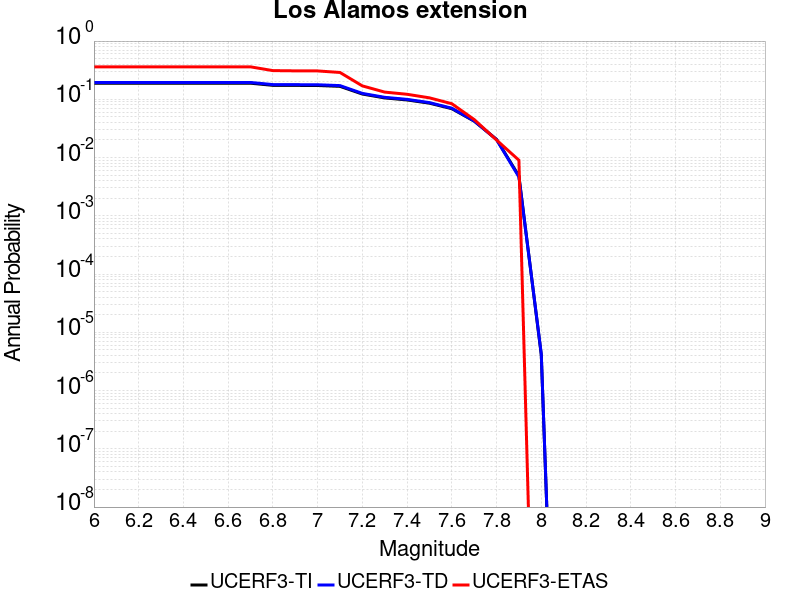 Los Alamos extension
10^0
10^-1
10^-2
10^-3
10^-4
10^-5
10^-6
10^-7
10^-8
Annual Probability
6 6.2 6.4 6.6 6.8 7 7.2 7.4 7.6 7.8 8 8.2 8.4 8.6 8.8 9
Magnitude
UCERF3-TI UCERF3-TD UCERF3-ETAS